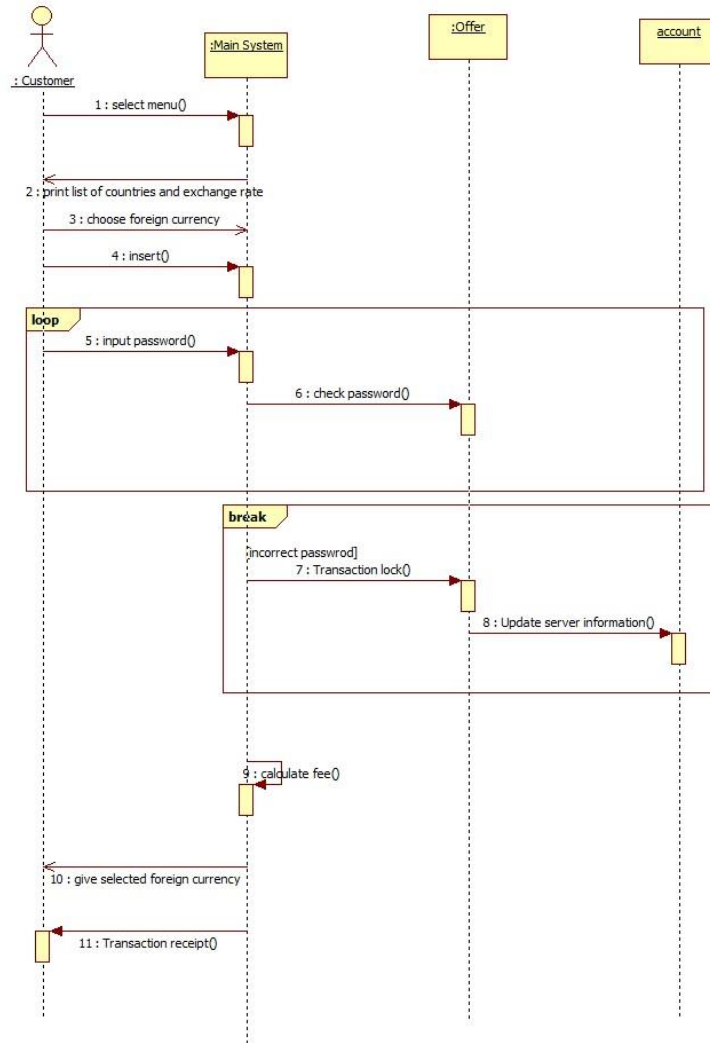 : Customer
:Main System
:Offer
account
1 : select menu()
2 : print list of countries and exchange rate
3 : choose foreign currency
4 : insert()
loop
5 : input password()
6 : check password()
break
[incorrect passwrod]
7 : Transaction lock()
8 : Update server information()
9 : calculate fee()
10 : give selected foreign currency
11 : Transaction receipt()